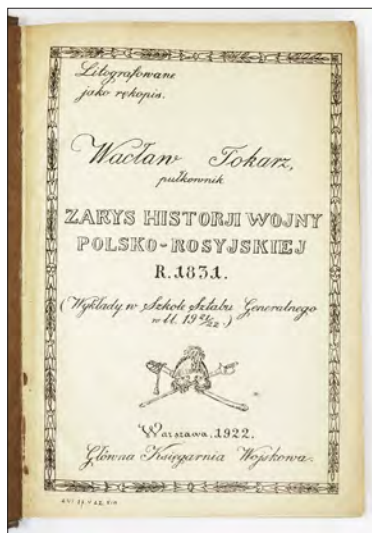 Litografowane
jako rękopis.
Wacław Tokarz,
pułkownik
ZARYS HISTORJI WOJNY
POLSKO-ROSYJSKIEJ
R. 1831.
(Wykłady w Szkole Sztabu Generalnego
w ll. 1921/22.)
Warszawa. 1922.
Główna Księgarnia Wojskowa.